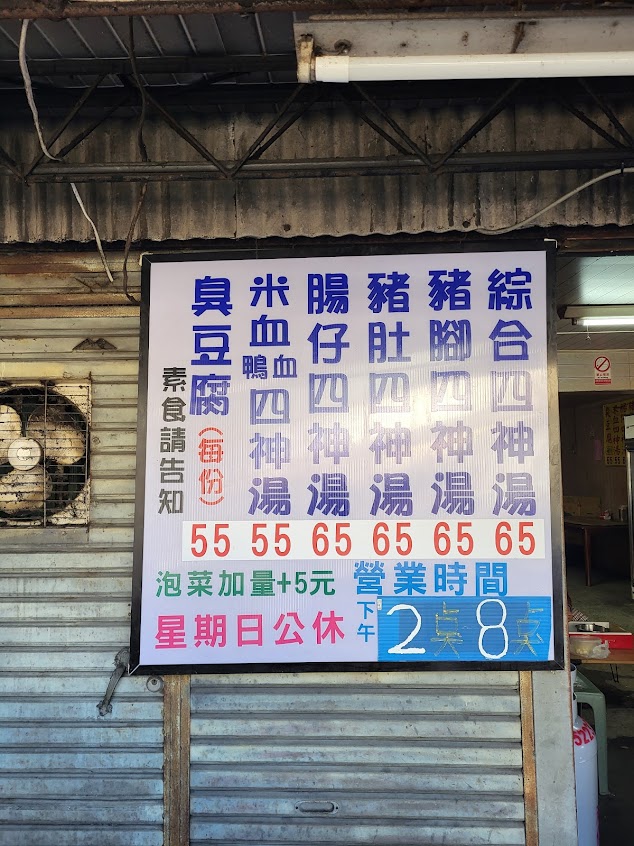 綜合四神湯 65
豬腳四神湯 65
豬肚四神湯 65
腸仔四神湯 65
米血鴨血四神湯 55
臭豆腐(每份) 55
素食請告知
泡菜加量+5元
星期日公休
營業時間
下午2點8點